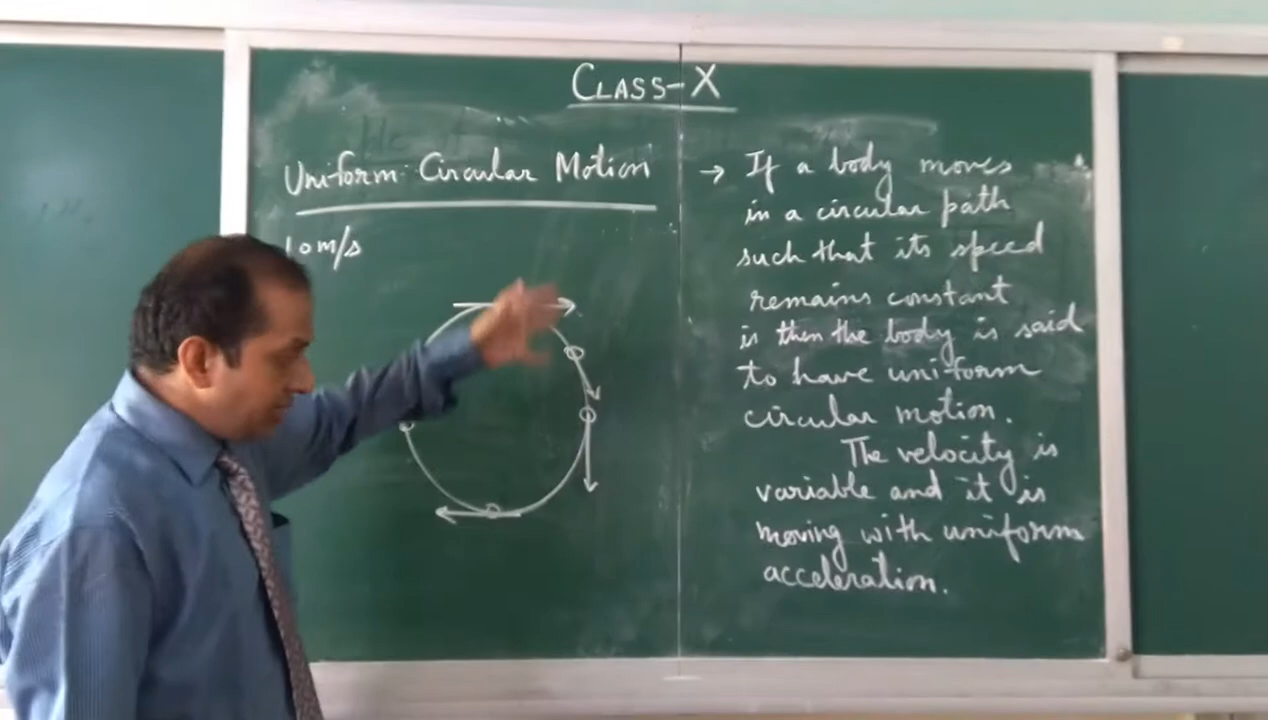 CLASS-X
Uniform Circular Motion
10 m/s
→ If a body moves
in a circular path
such that its speed
remains constant
is then the body is said
to have uniform
circular motion.
The velocity is
variable and it is
moving with uniform
acceleration.